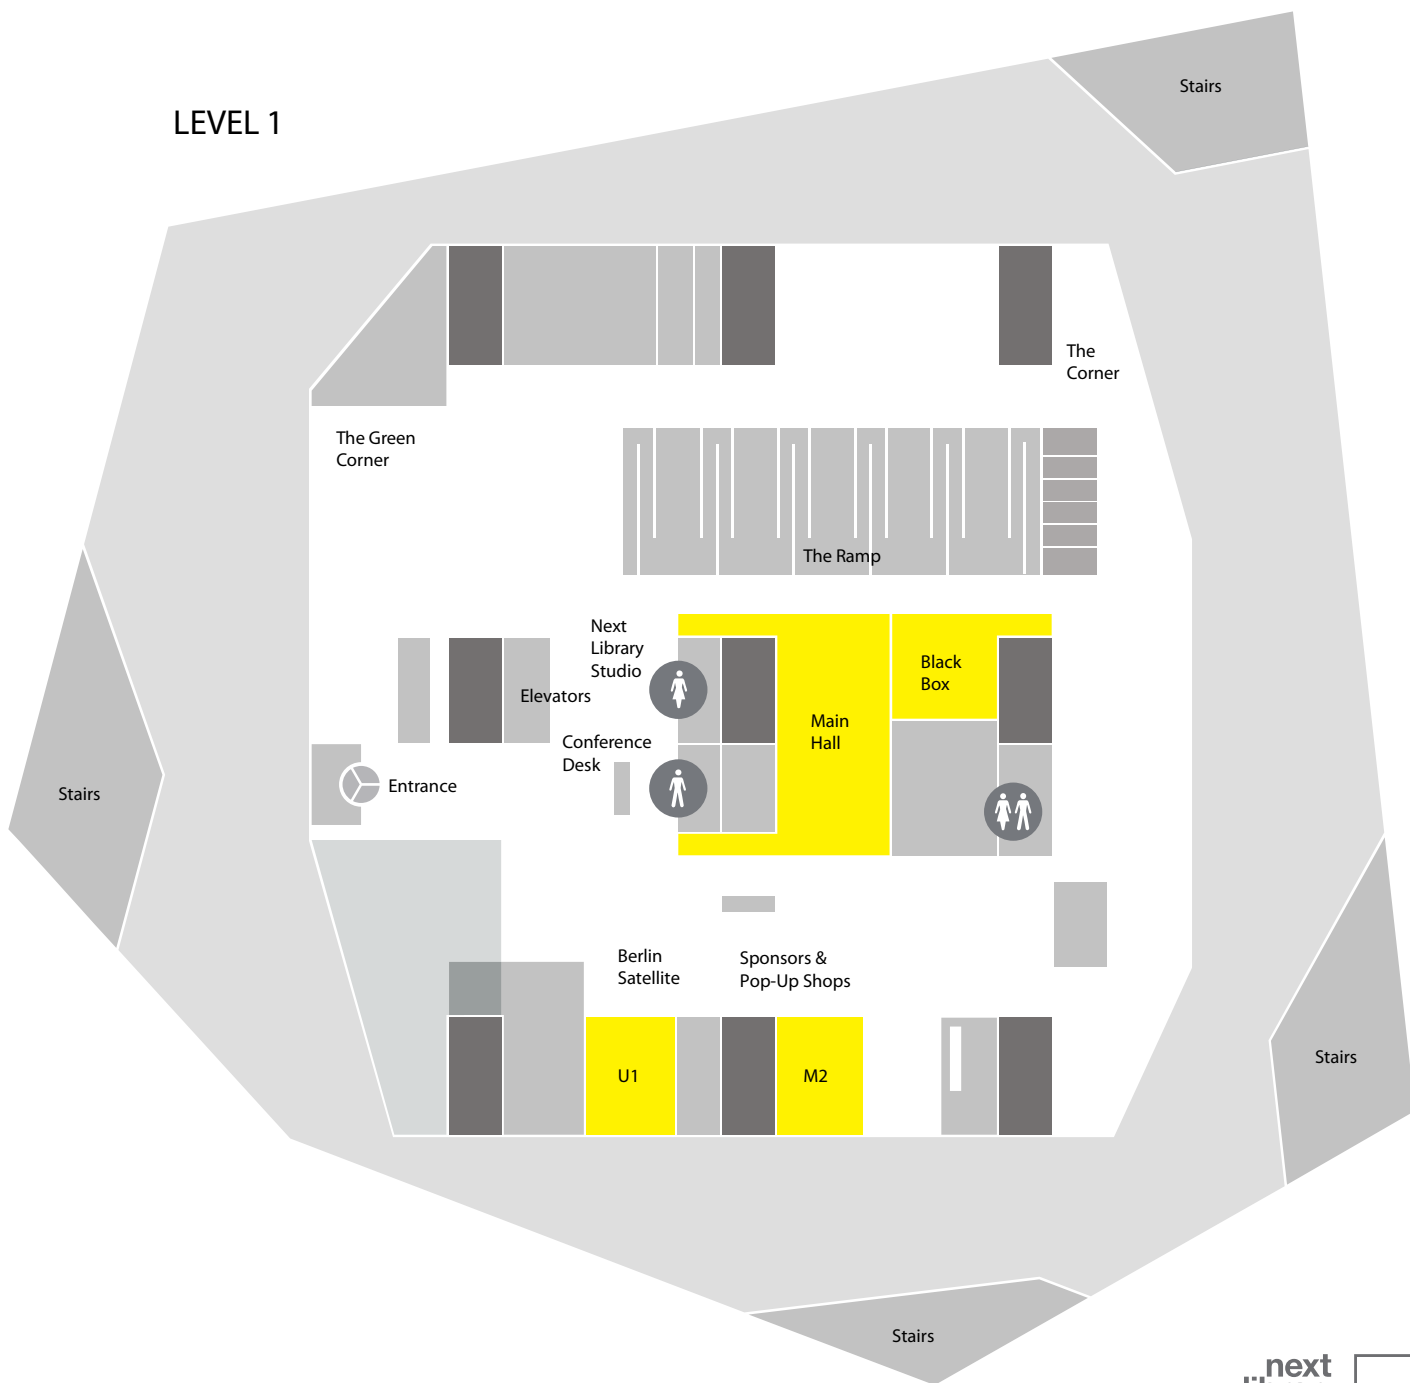 Stairs
LEVEL 1
The
Corner
The Green
Corner
The Ramp
Next
Library
Studio
Black
Box
Elevators
Main
Hall
Conference
Desk
Entrance
Stairs
Berlin
Satellite
Sponsors &
Pop-Up Shops
Stairs
U1
M2
Stairs
next